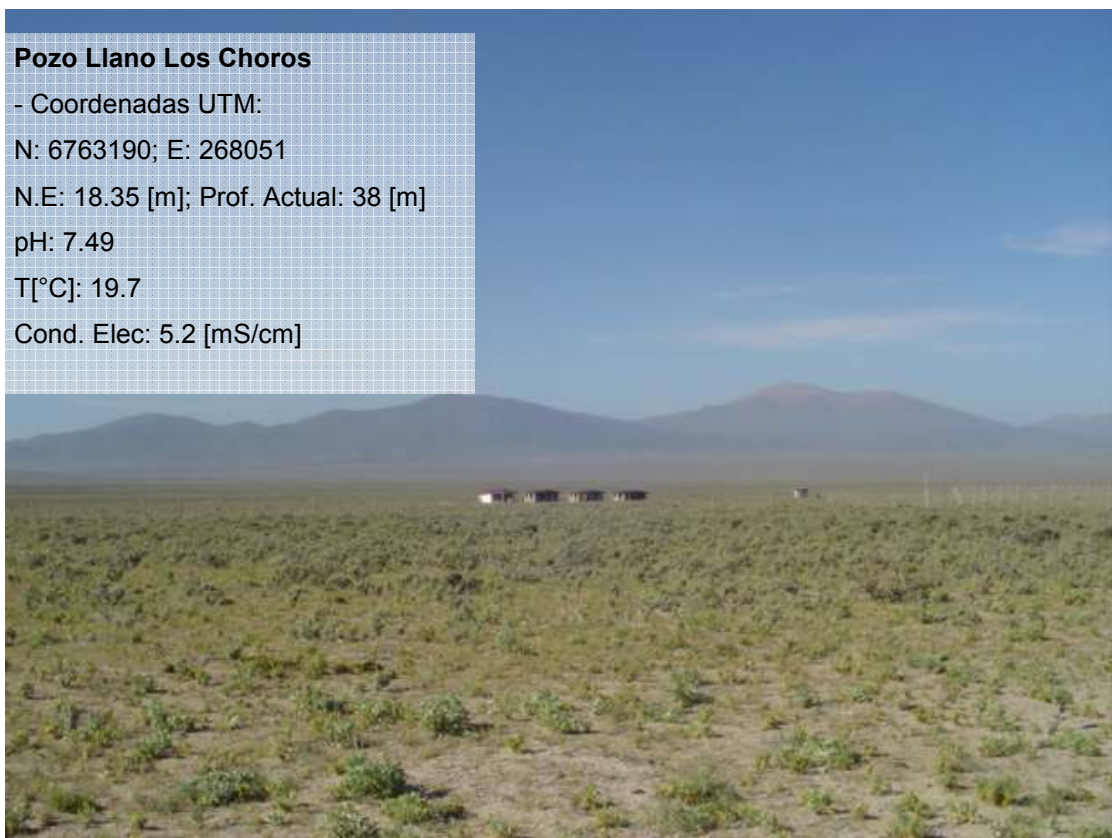 Pozo Llano Los Choros
- Coordenadas UTM:
N: 6763190; E: 268051
N.E: 18.35 [m]; Prof. Actual: 38 [m]
pH: 7.49
T[°C]: 19.7
Cond. Elec: 5.2 [mS/cm]